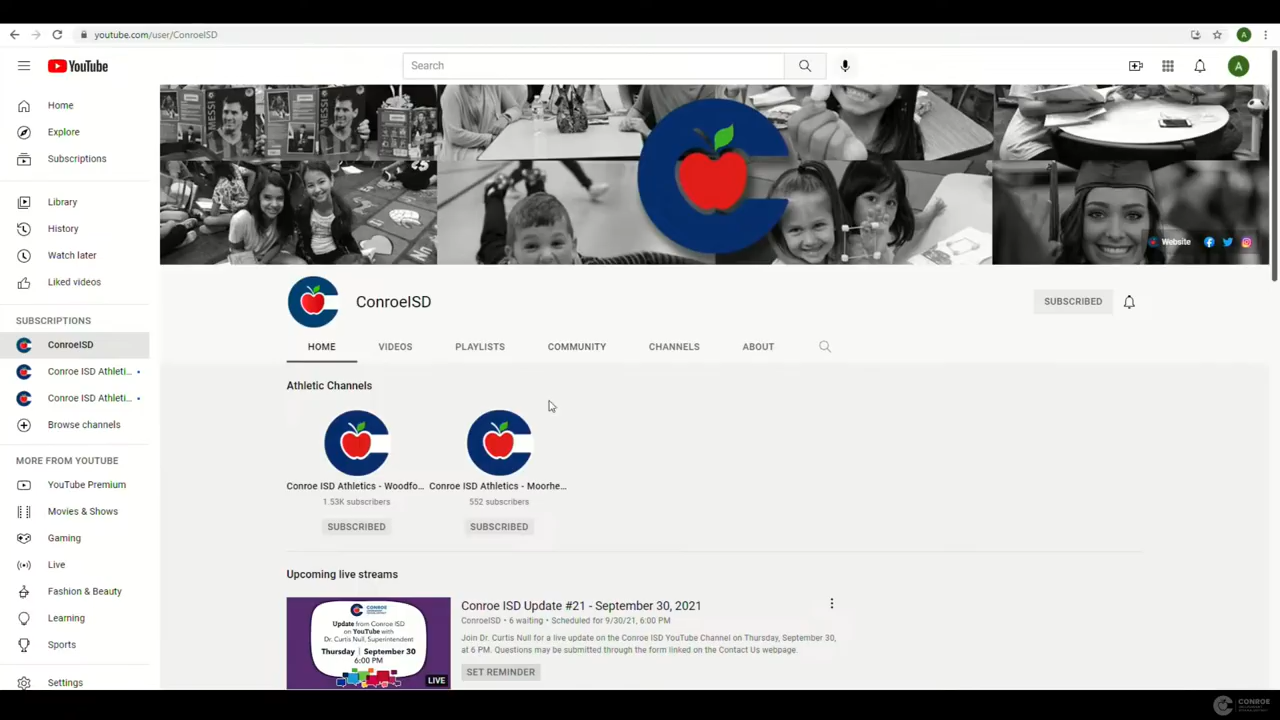 youtube.com/user/ConroeISD
A
YouTube
Search
A
Home
Explore
Subscriptions
Library
History
Watch later
Liked videos
SUBSCRIPTIONS
ConroeISD
Conroe ISD Athleti...
Conroe ISD Athleti...
Browse channels
MORE FROM YOUTUBE
YouTube Premium
Movies & Shows
Gaming
Live
Fashion & Beauty
Learning
Sports
Settings
MESSI
MESSI
Website
ConroeISD
SUBSCRIBED
HOME VIDEOS PLAYLISTS COMMUNITY CHANNELS ABOUT
Athletic Channels
Conroe ISD Athletics - Woodfo... Conroe ISD Athletics - Moorhe...
1.53K subscribers 552 subscribers
SUBSCRIBED SUBSCRIBED
Upcoming live streams
CONROE
Update from Conroe ISD
on YouTube with
Dr. Curtis Null, Superintendent
Thursday | September 30
6:00 PM
LIVE
Conroe ISD Update #21 - September 30, 2021
ConroeISD • 6 waiting • Scheduled for 9/30/21, 6:00 PM
Join Dr. Curtis Null for a live update on the Conroe ISD YouTube Channel on Thursday, September 30,
at 6 PM. Questions may be submitted through the form linked on the Contact Us webpage.
SET REMINDER
CONROE